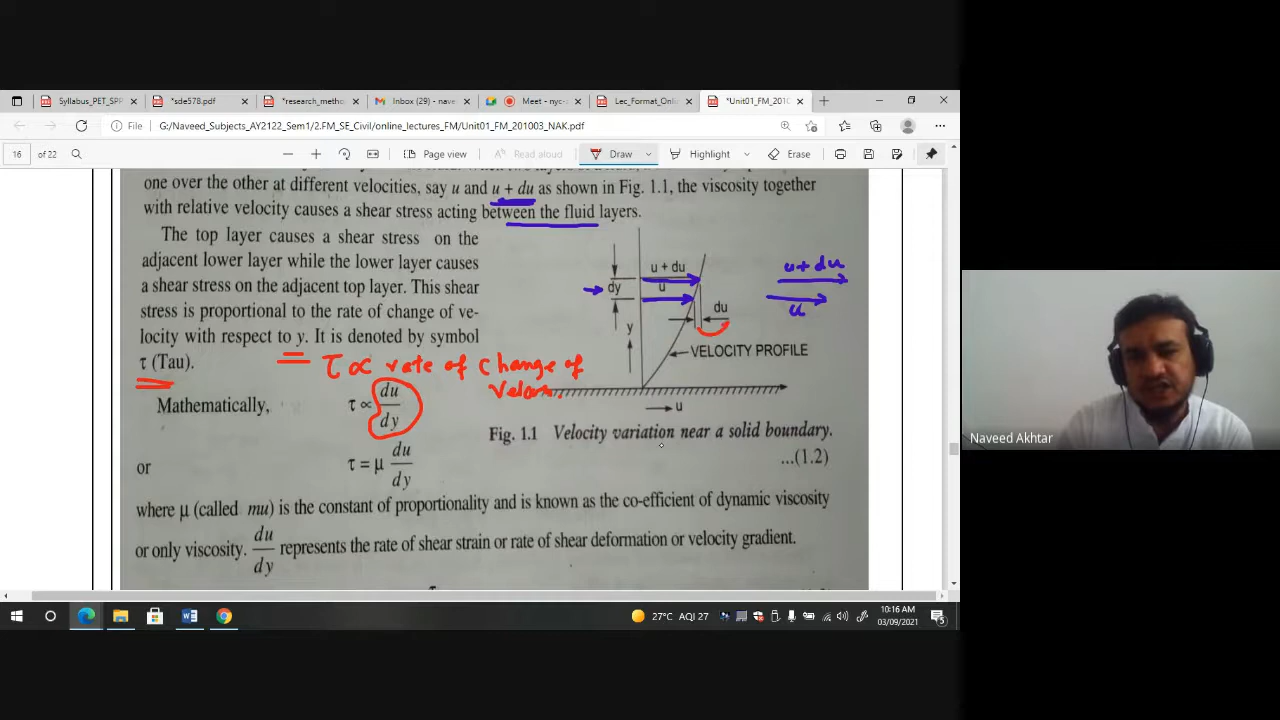 Syllabus_PET_SPP
*sde578.pdf
*research_metho
Inbox (29) - nave
Meet - nyc-
Lec_Format_Onli
*Unit01_FM_2010
File
G:/Naveed_Subjects_AY2122_Sem1/2.FM_SE_Civil/online_lectures_FM/Unit01_FM_201003_NAK.pdf
16 of 22
Page view
Read aloud
Draw
Highlight
Erase
one over the other at different velocities, say u and u + du as shown in Fig. 1.1, the viscosity together
with relative velocity causes a shear stress acting between the fluid layers.
The top layer causes a shear stress on the
adjacent lower layer while the lower layer causes
a shear stress on the adjacent top layer. This shear
stress is proportional to the rate of change of ve-
locity with respect to y. It is denoted by symbol
τ (Tau).
τ ∝ rate of change of
Mathematically, τ ∝ du/dy
or τ = μ du/dy
u + du
dy
u
du
y
VELOCITY PROFILE
u
u+du
u
Fig. 1.1 Velocity variation near a solid boundary.
...(1.2)
where μ (called mu) is the constant of proportionality and is known as the co-efficient of dynamic viscosity
or only viscosity. du/dy represents the rate of shear strain or rate of shear deformation or velocity gradient.
Naveed Akhtar
27°C AQI 27
10:16 AM
03/09/2021